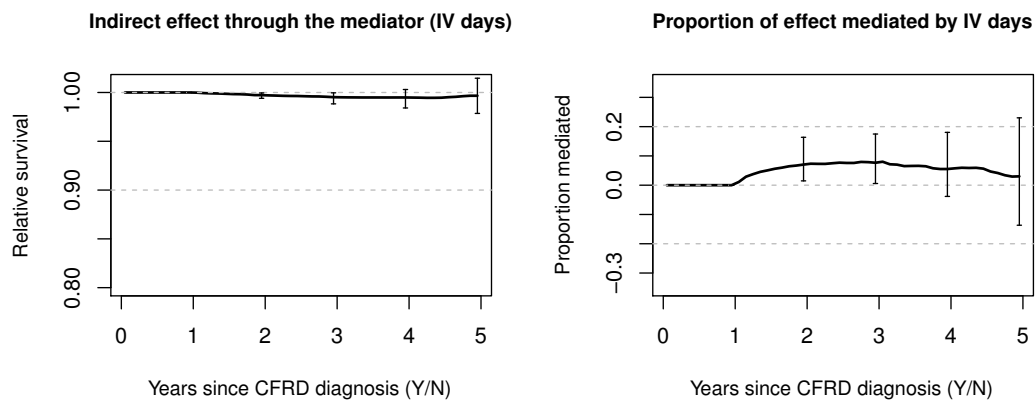 Indirect effect through the mediator (IV days)
Relative survival
1.00
0.90
0.80
0 1 2 3 4 5
Years since CFRD diagnosis (Y/N)
Proportion of effect mediated by IV days
Proportion mediated
0.2
0.0
−0.3
0 1 2 3 4 5
Years since CFRD diagnosis (Y/N)